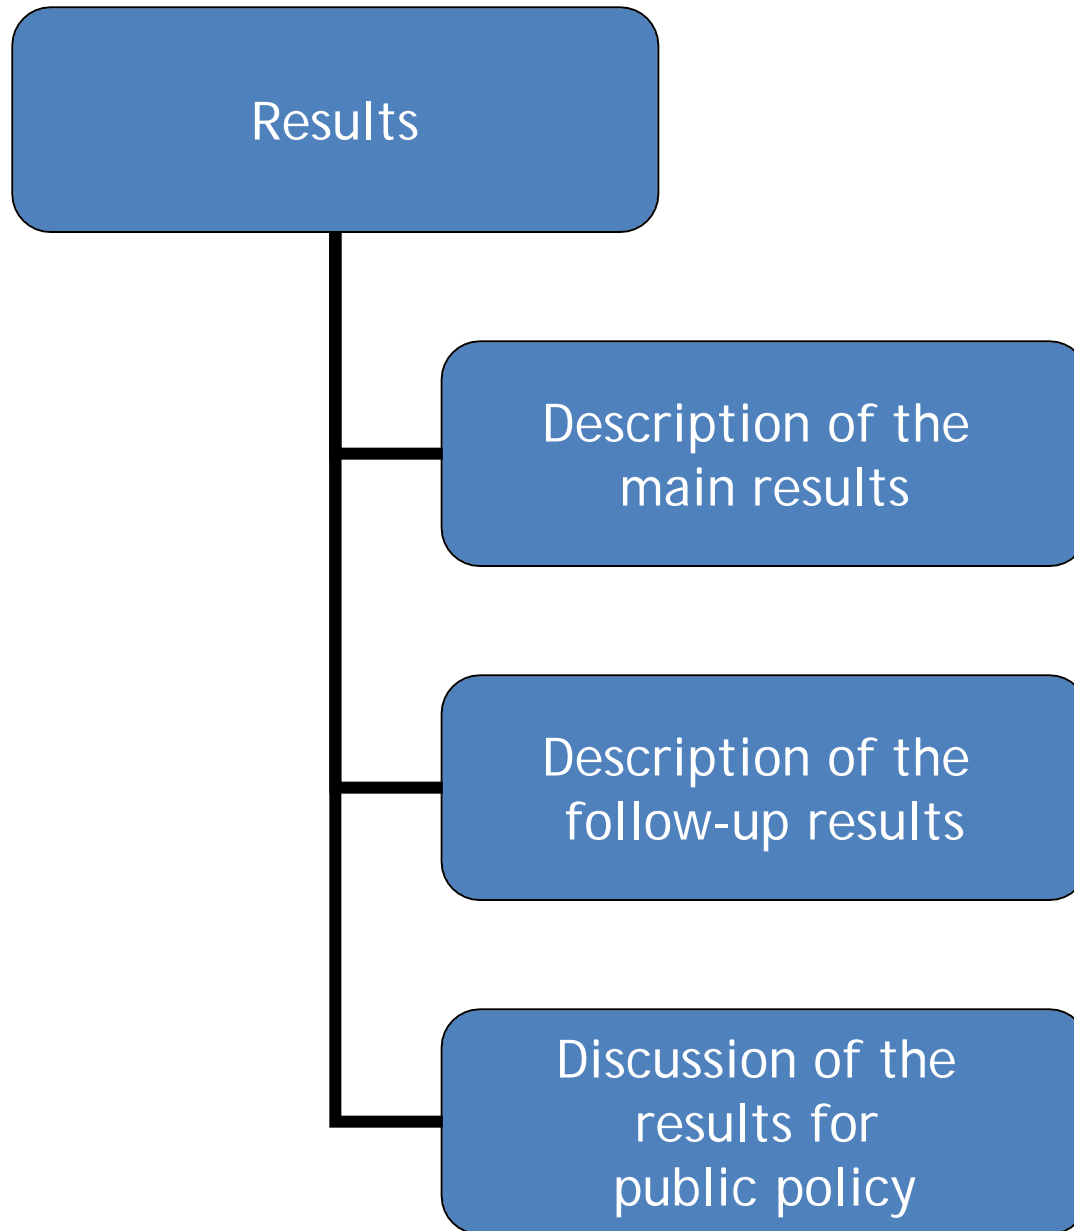 Results
Description of the
main results
Description of the
follow-up results
Discussion of the
results for
public policy